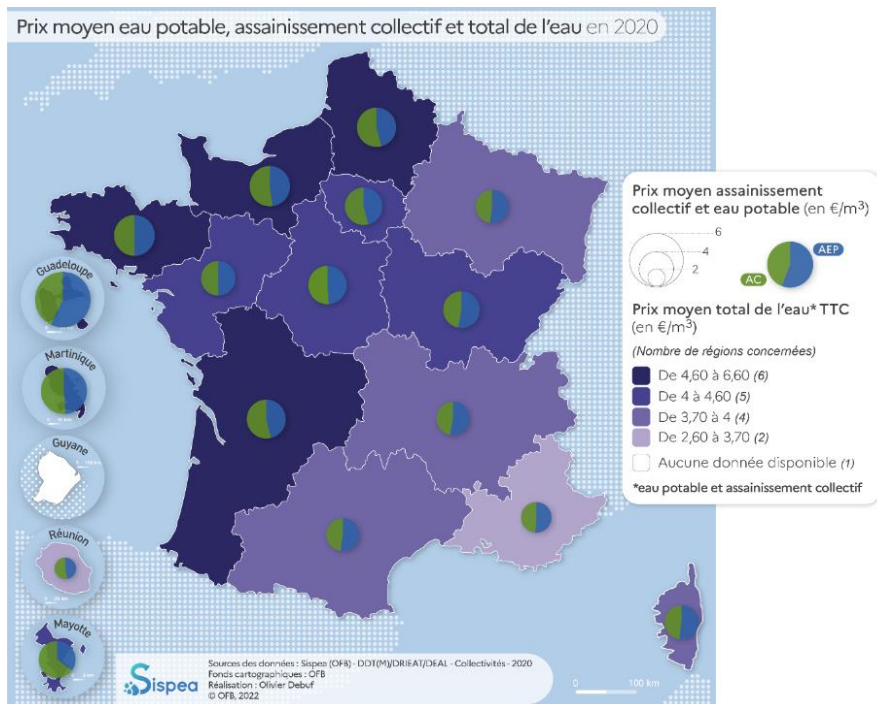 Prix moyen eau potable, assainissement collectif et total de l'eau en 2020
Guadeloupe
Martinique
Guyane
Réunion
Mayotte
Prix moyen assainissement
collectif et eau potable (en €/m³)
6
4
2
AC
AEP
Prix moyen total de l'eau* TTC
(en €/m³)
(Nombre de régions concernées)
De 4,60 à 6,60 (6)
De 4 à 4,60 (5)
De 3,70 à 4 (4)
De 2,60 à 3,70 (2)
Aucune donnée disponible (1)
*eau potable et assainissement collectif
Sispea
Sources des données : Sispea (OFB) - DDT(M)/DRIEAT/DEAL - Collectivités - 2020
Fonds cartographiques : OFB
Réalisation : Olivier Debuf
© OFB, 2022
0 100 km